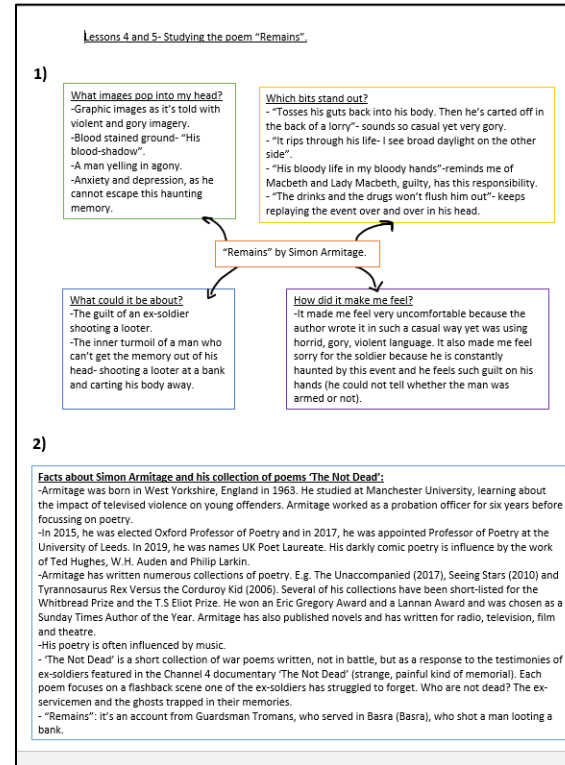 Lessons 4 and 5- Studying the poem "Remains".
1)
What images pop into my head?
-Graphic images as it's told with
violent and gory imagery.
-Blood stained ground- "His
blood-shadow".
-A man yelling in agony.
-Anxiety and depression, as he
cannot escape this haunting
memory.
Which bits stand out?
- "Tosses his guts back into his body. Then he's carted off in
the back of a lorry"- sounds so casual yet very gory.
- "It rips through his life- I see broad daylight on the other
side".
- "His bloody life in my bloody hands"-reminds me of
Macbeth and Lady Macbeth, guilty, has this responsibility.
- "The drinks and the drugs won't flush him out"- keeps
replaying the event over and over in his head.
"Remains" by Simon Armitage.
What could it be about?
-The guilt of an ex-soldier
shooting a looter.
-The inner turmoil of a man who
can't get the memory out of his
head- shooting a looter at a bank
and carting his body away.
How did it make me feel?
-It made me feel very uncomfortable because the
author wrote it in such a casual way yet was using
horrid, gory, violent language. It also made me feel
sorry for the soldier because he is constantly
haunted by this event and he feels such guilt on his
hands (he could not tell whether the man was
armed or not).
2)
Facts about Simon Armitage and his collection of poems 'The Not Dead':
-Armitage was born in West Yorkshire, England in 1963. He studied at Manchester University, learning about
the impact of televised violence on young offenders. Armitage worked as a probation officer for six years before
focussing on poetry.
-In 2015, he was elected Oxford Professor of Poetry and in 2017, he was appointed Professor of Poetry at the
University of Leeds. In 2019, he was names UK Poet Laureate. His darkly comic poetry is influence by the work
of Ted Hughes, W.H. Auden and Philip Larkin.
-Armitage has written numerous collections of poetry. E.g. The Unaccompanied (2017), Seeing Stars (2010) and
Tyrannosaurus Rex Versus the Corduroy Kid (2006). Several of his collections have been short-listed for the
Whitbread Prize and the T.S Eliot Prize. He won an Eric Gregory Award and a Lannan Award and was chosen as a
Sunday Times Author of the Year. Armitage has also published novels and has written for radio, television, film
and theatre.
-His poetry is often influenced by music.
- 'The Not Dead' is a short collection of war poems written, not in battle, but as a response to the testimonies of
ex-soldiers featured in the Channel 4 documentary 'The Not Dead' (strange, painful kind of memorial). Each
poem focuses on a flashback scene one of the ex-soldiers has struggled to forget. Who are not dead? The ex-
servicemen and the ghosts trapped in their memories.
- "Remains": it's an account from Guardsman Tromans, who served in Basra (Basra), who shot a man looting a
bank.